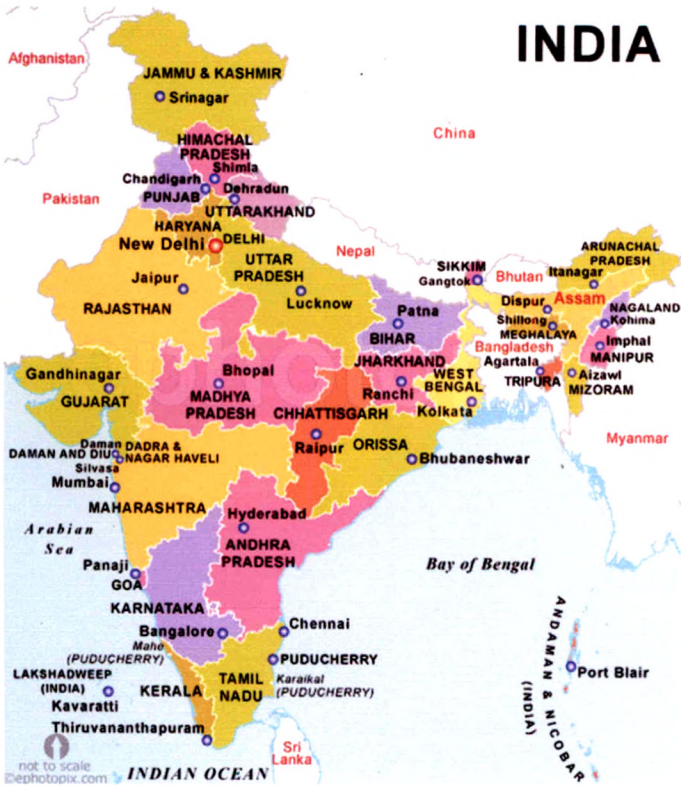 INDIA
Afghanistan
JAMMU & KASHMIR
Srinagar
China
HIMACHAL
PRADESH
Shimla
Chandigarh
PUNJAB
Dehradun
UTTARAKHAND
Pakistan
HARYANA
New Delhi
DELHI
UTTAR
PRADESH
Lucknow
Nepal
SIKKIM
Gangtok
Bhutan
ARUNACHAL
PRADESH
Itanagar
Dispur
Assam
NAGALAND
Kohima
Shillong
MEGHALAYA
Imphal
MANIPUR
Bangladesh
Agartala
TRIPURA
Aizawl
MIZORAM
Myanmar
Jaipur
RAJASTHAN
Patna
BIHAR
JHARKHAND
Ranchi
WEST
BENGAL
Kolkata
Gandhinagar
GUJARAT
Bhopal
MADHYA
PRADESH
CHHATTISGARH
Raipur
ORISSA
Bhubaneshwar
Daman
DAMAN AND DIU
DADRA &
NAGAR HAVELI
Silvasa
Mumbai
MAHARASHTRA
Hyderabad
ANDHRA
PRADESH
Arabian
Sea
Bay of Bengal
Panaji
GOA
KARNATAKA
Bangalore
Chennai
Mahe
(PUDUCHERRY)
PUDUCHERRY
Karaikal
(PUDUCHERRY)
LAKSHADWEEP
(INDIA)
Kavaratti
KERALA
TAMIL
NADU
Thiruvananthapuram
ANDAMAN & NICOBAR
(INDIA)
Port Blair
Sri
Lanka
INDIAN OCEAN
not to scale
©ephotopix.com